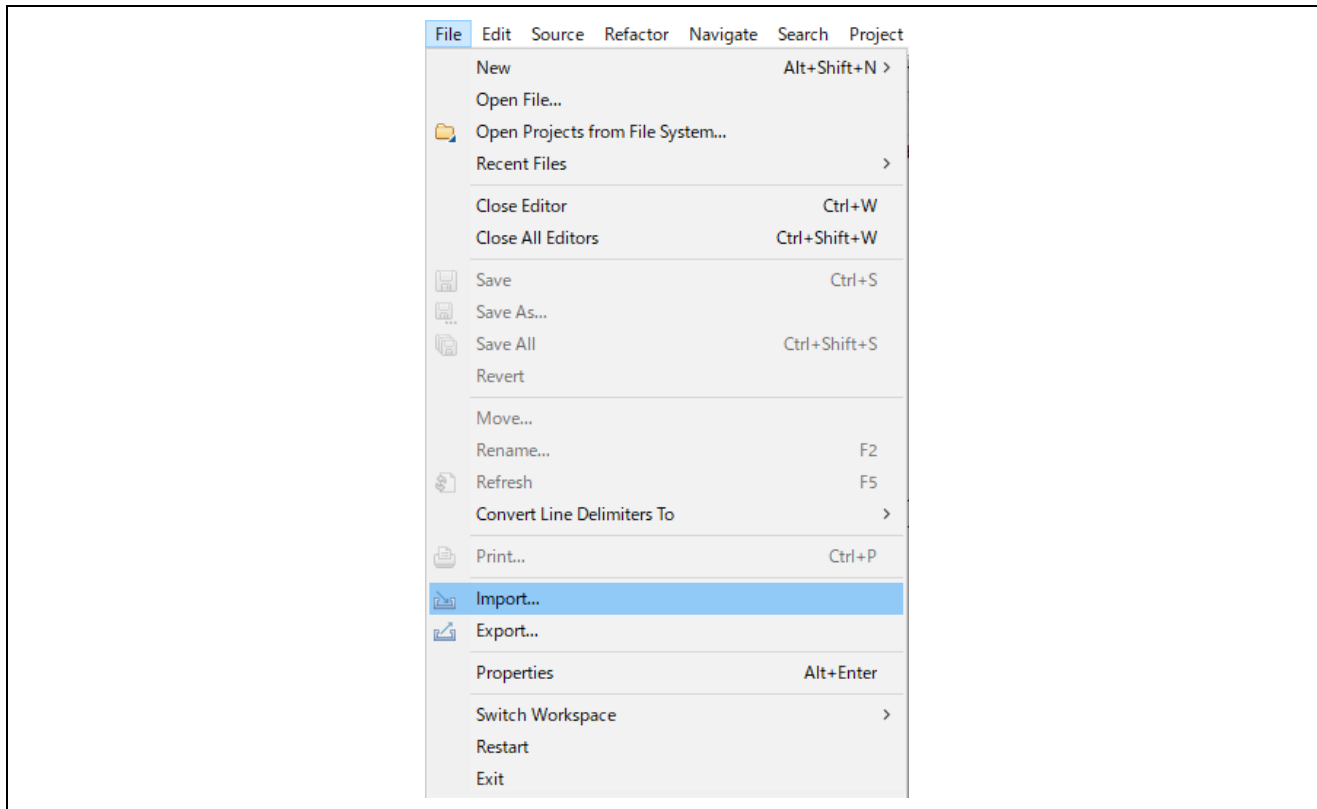 File Edit Source Refactor Navigate Search Project
New Alt+Shift+N >
Open File...
Open Projects from File System...
Recent Files >
Close Editor Ctrl+W
Close All Editors Ctrl+Shift+W
Save Ctrl+S
Save As...
Save All Ctrl+Shift+S
Revert
Move...
Rename... F2
Refresh F5
Convert Line Delimiters To >
Print... Ctrl+P
Import...
Export...
Properties Alt+Enter
Switch Workspace >
Restart
Exit